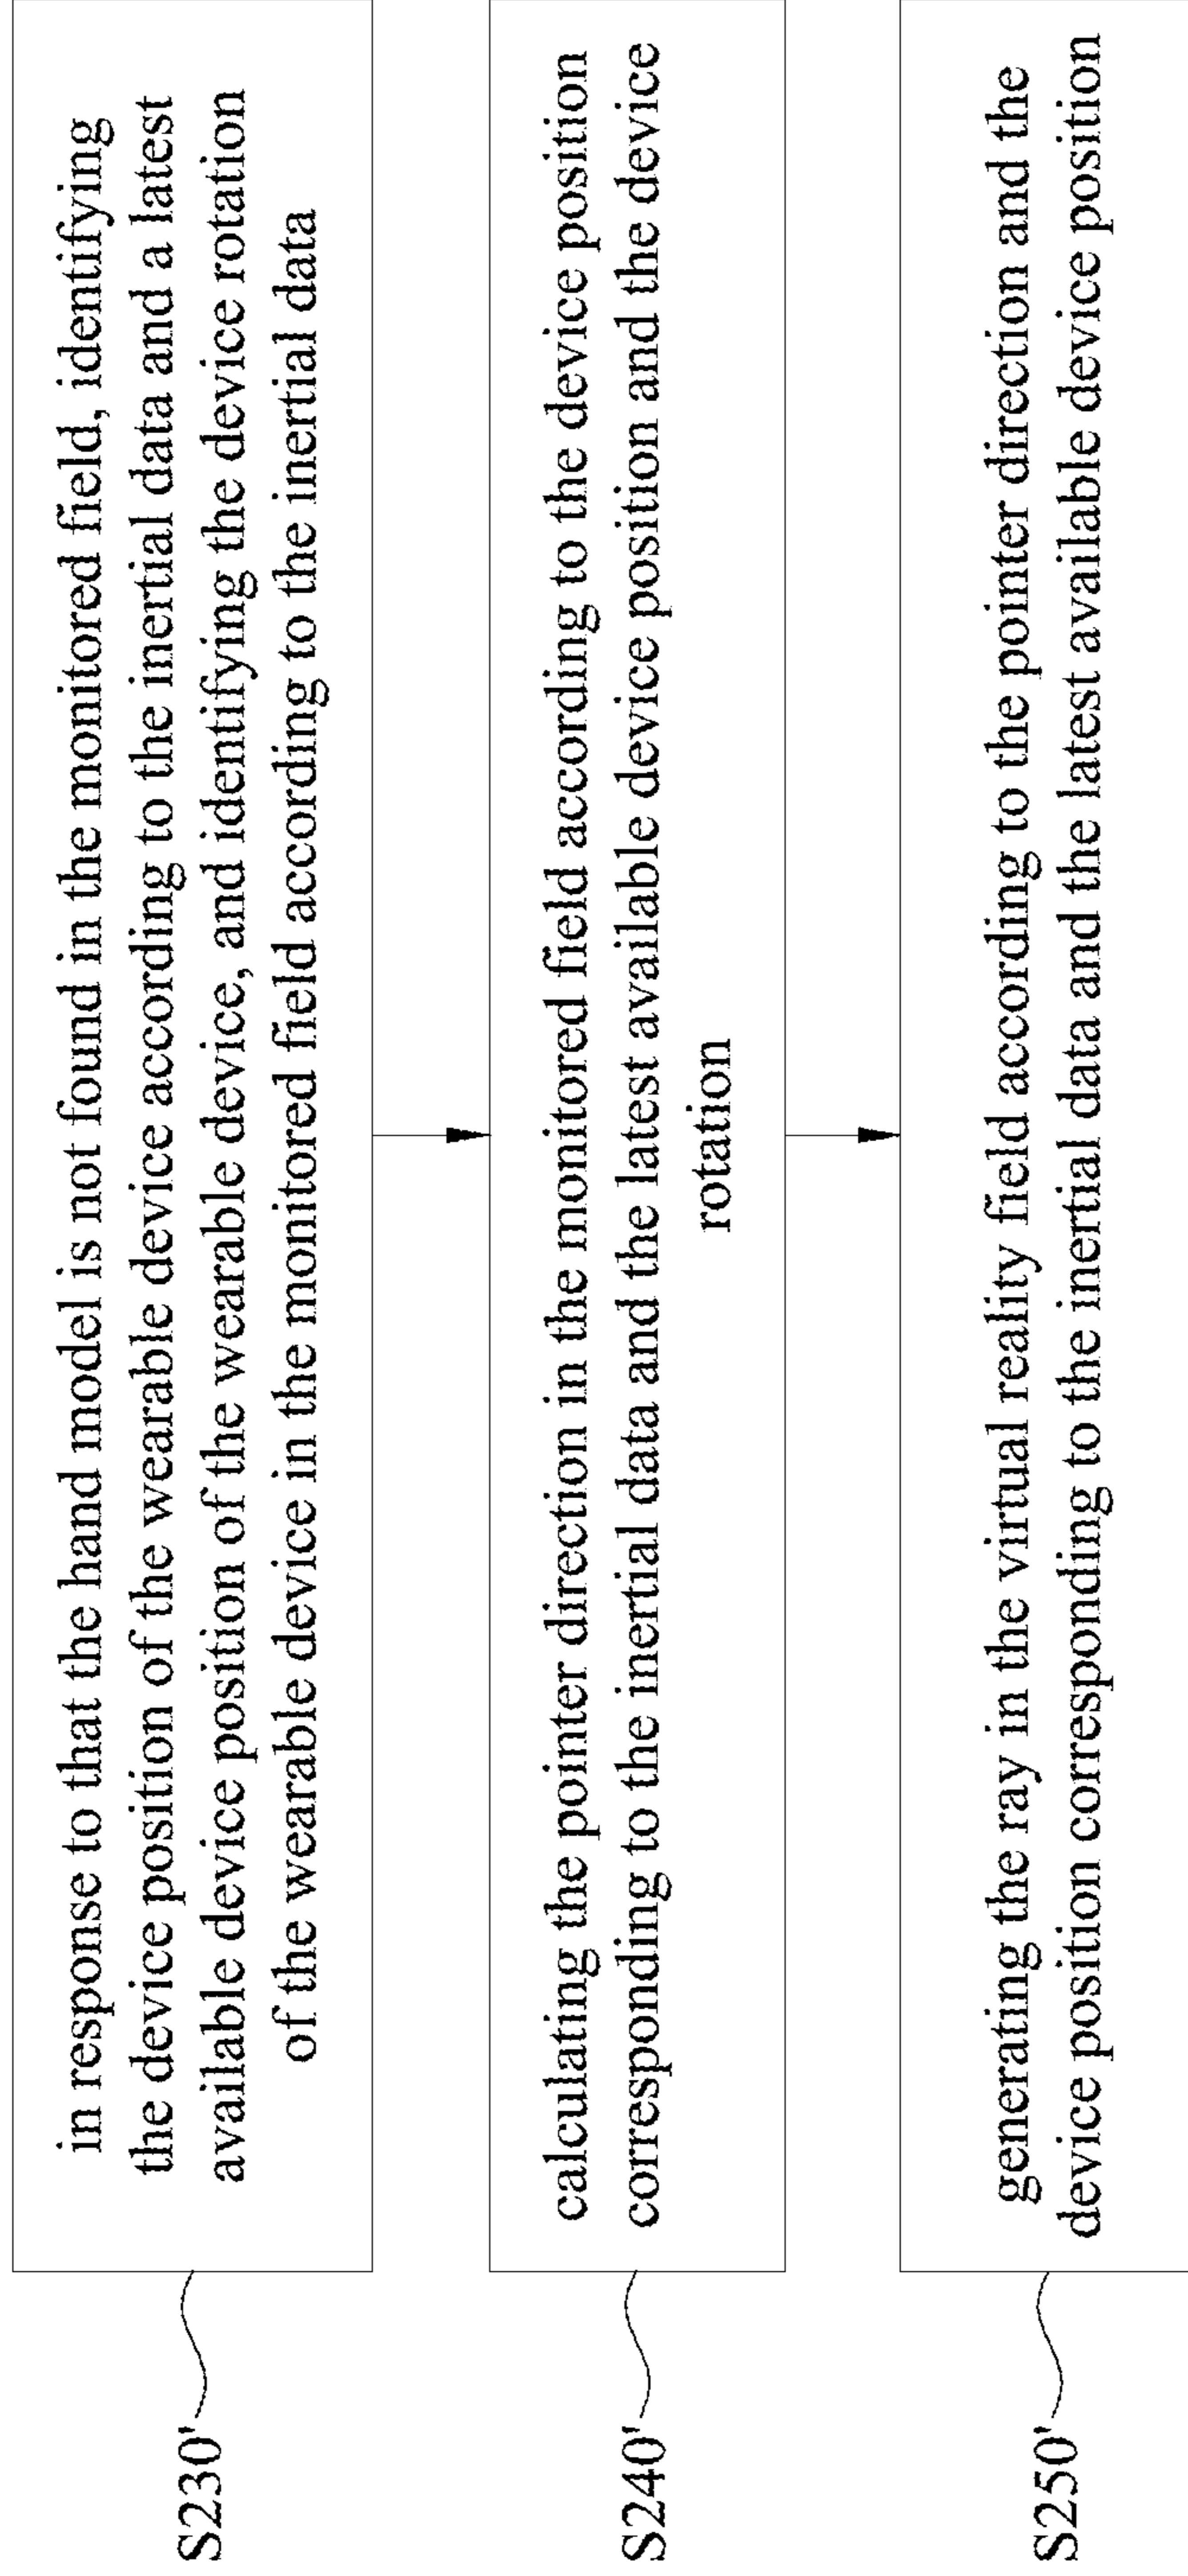 in response to that the hand model is not found in the monitored field, identifying
the device position of the wearable device according to the inertial data and a latest
available device position of the wearable device, and identifying the device rotation
of the wearable device in the monitored field according to the inertial data
S230'
calculating the pointer direction in the monitored field according to the device position
corresponding to the inertial data and the latest available device position and the device
rotation
S240'
generating the ray in the virtual reality field according to the pointer direction and the
device position corresponding to the inertial data and the latest available device position
S250'